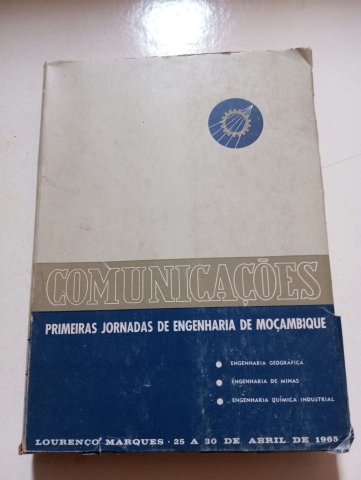 COMUNICAÇÕES
PRIMEIRAS JORNADAS DE ENGENHARIA DE MOÇAMBIQUE
ENGENHARIA GEOGRÁFICA
ENGENHARIA DE MINAS
ENGENHARIA QUÍMICA INDUSTRIAL
LOURENÇO MARQUES · 25 A 30 DE ABRIL DE 1965